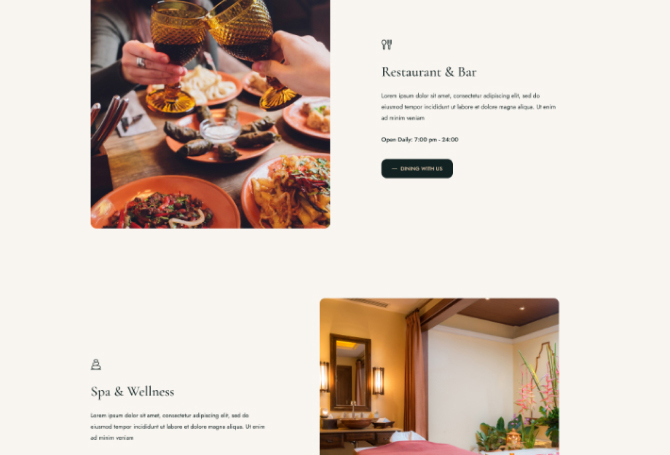 Restaurant & Bar
Lorem ipsum dolor sit amet, consectetur adipiscing elit, sed do
eiusmod tempor incididunt ut labore et dolore magna aliqua. Ut enim
ad minim veniam
Open Daily: 7:00 pm - 24:00
— DINING WITH US
Spa & Wellness
Lorem ipsum dolor sit amet, consectetur adipiscing elit, sed do
eiusmod tempor incididunt ut labore et dolore magna aliqua. Ut enim
ad minim veniam